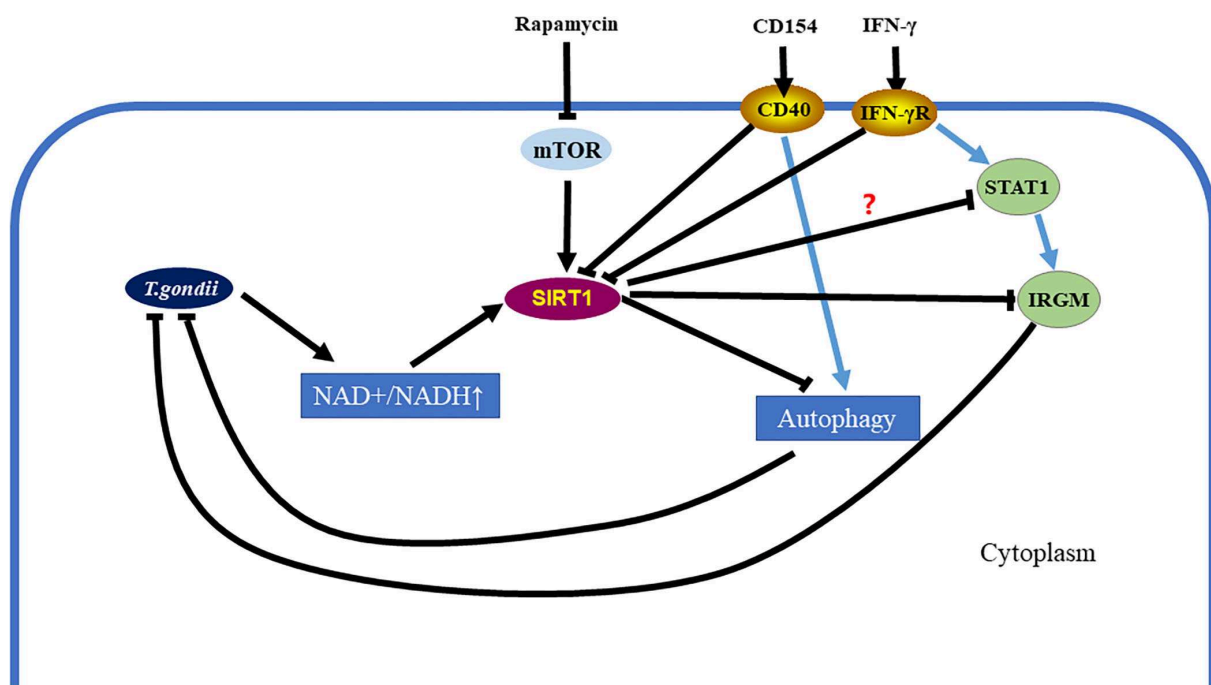 Rapamycin
CD154
IFN-γ
CD40
IFN-γR
mTOR
STAT1
?
T.gondii
SIRT1
IRGM
NAD+/NADH↑
Autophagy
Cytoplasm